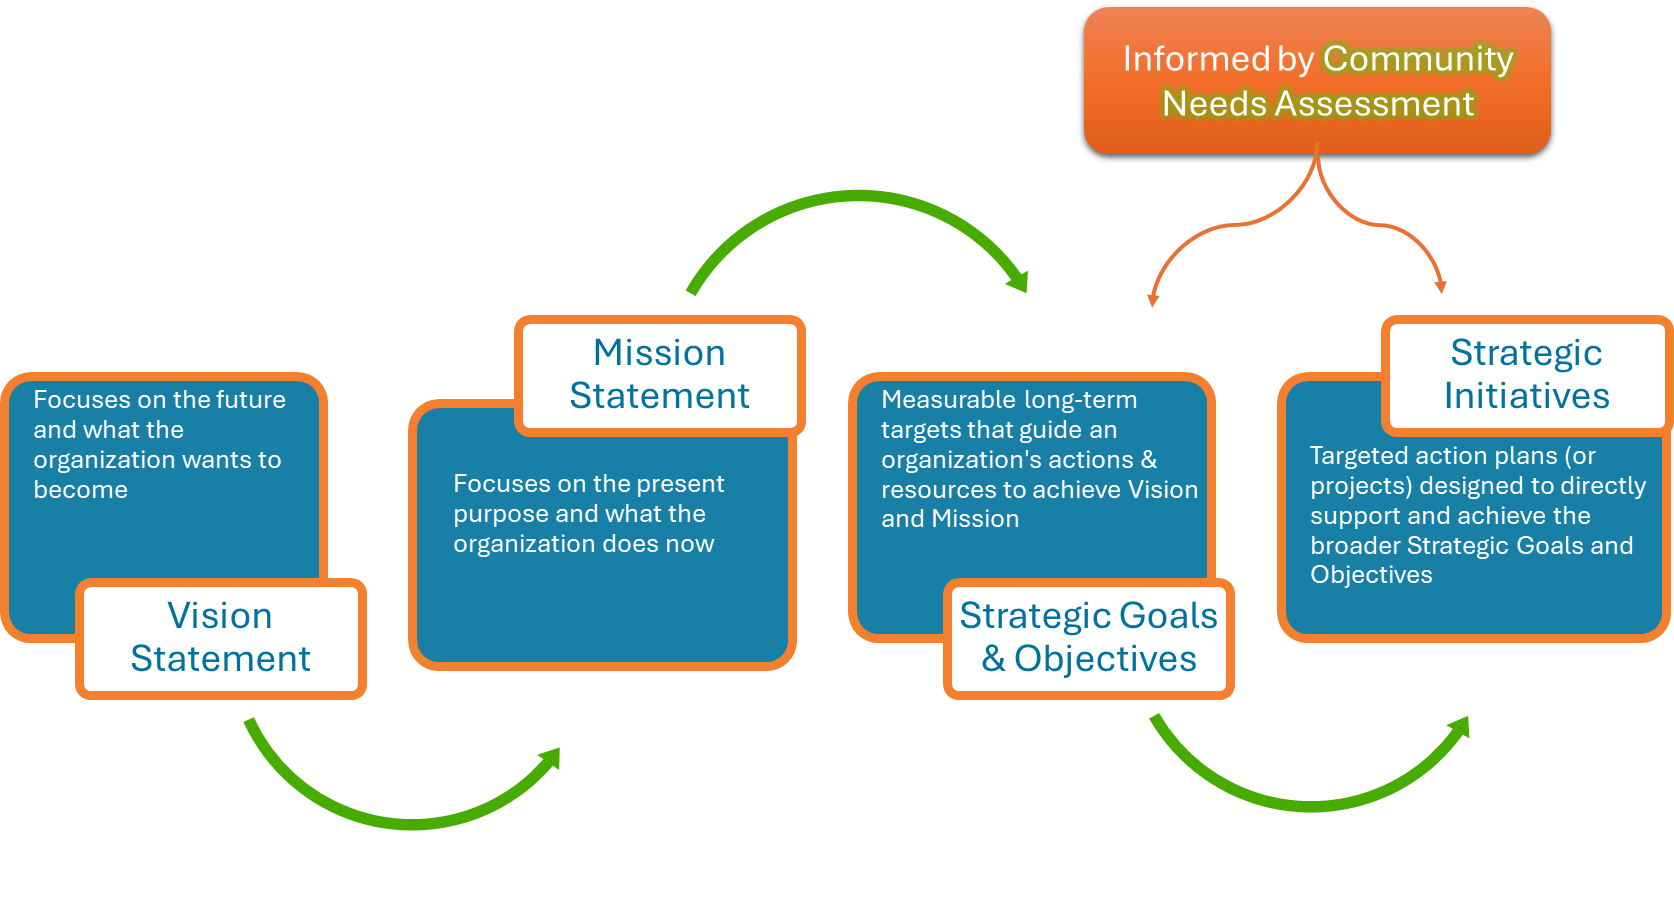 Informed by Community
Needs Assessment
Focuses on the future
and what the
organization wants to
become
Vision
Statement
Mission
Statement
Focuses on the present
purpose and what the
organization does now
Measurable long-term
targets that guide an
organization's actions &
resources to achieve Vision
and Mission
Strategic Goals
& Objectives
Strategic
Initiatives
Targeted action plans (or
projects) designed to directly
support and achieve the
broader Strategic Goals and
Objectives